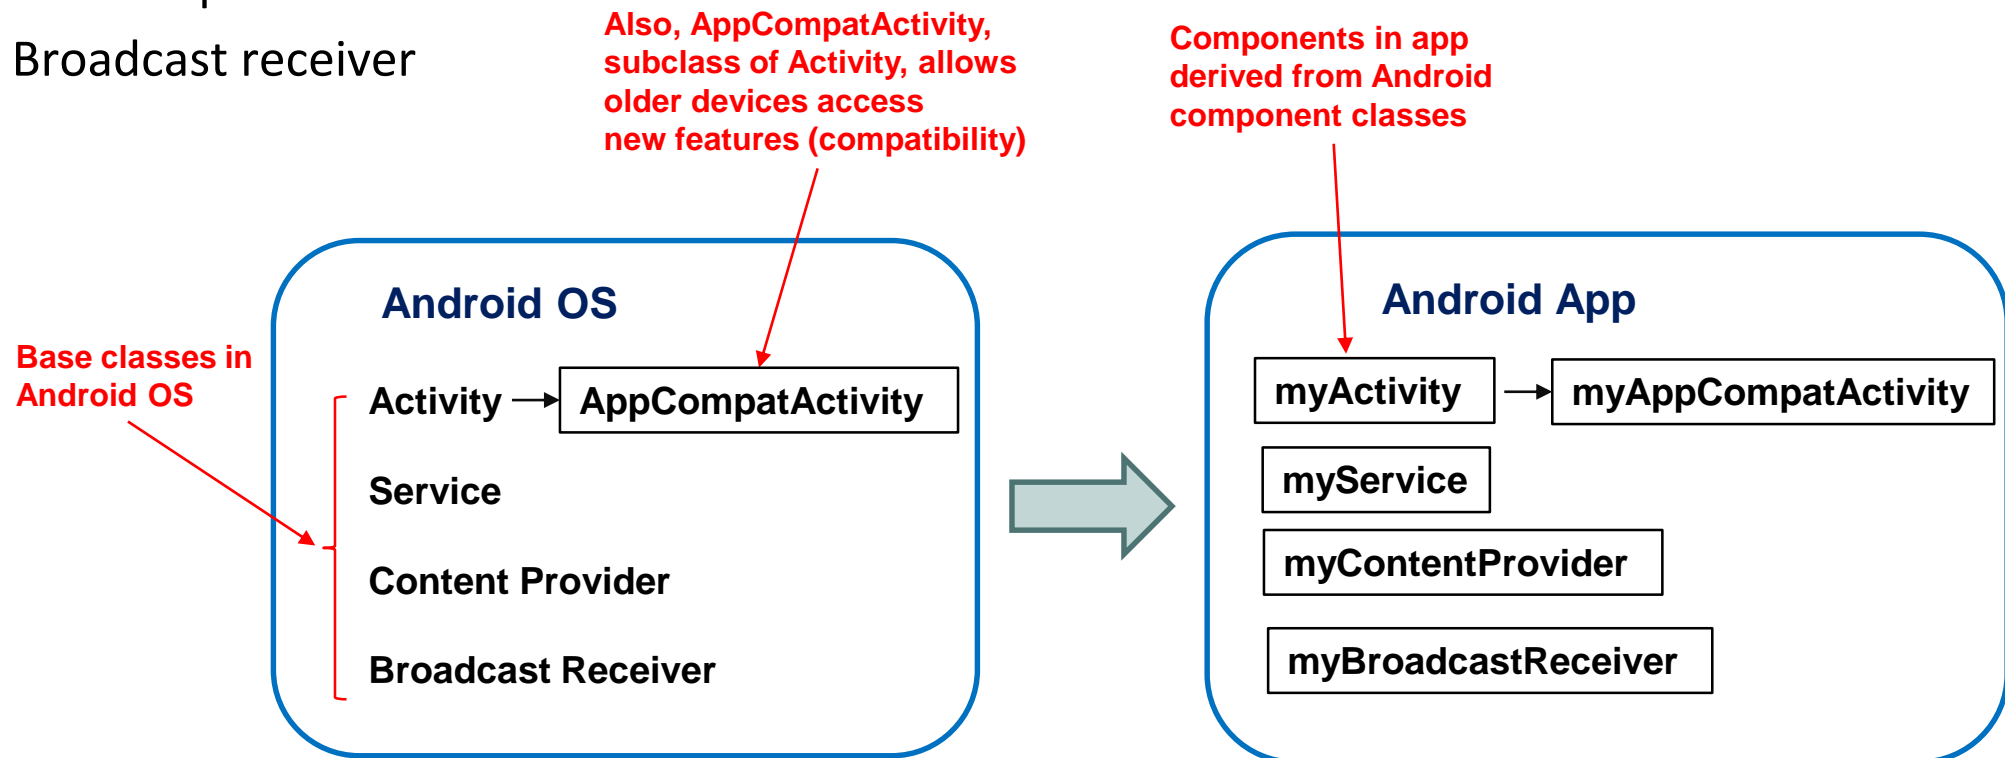 Broadcast receiver
Also, AppCompatActivity,
subclass of Activity, allows
older devices access
new features (compatibility)
Components in app
derived from Android
component classes
Base classes in
Android OS
Android OS
Activity
AppCompatActivity
Service
Content Provider
Broadcast Receiver
Android App
myActivity
myAppCompatActivity
myService
myContentProvider
myBroadcastReceiver